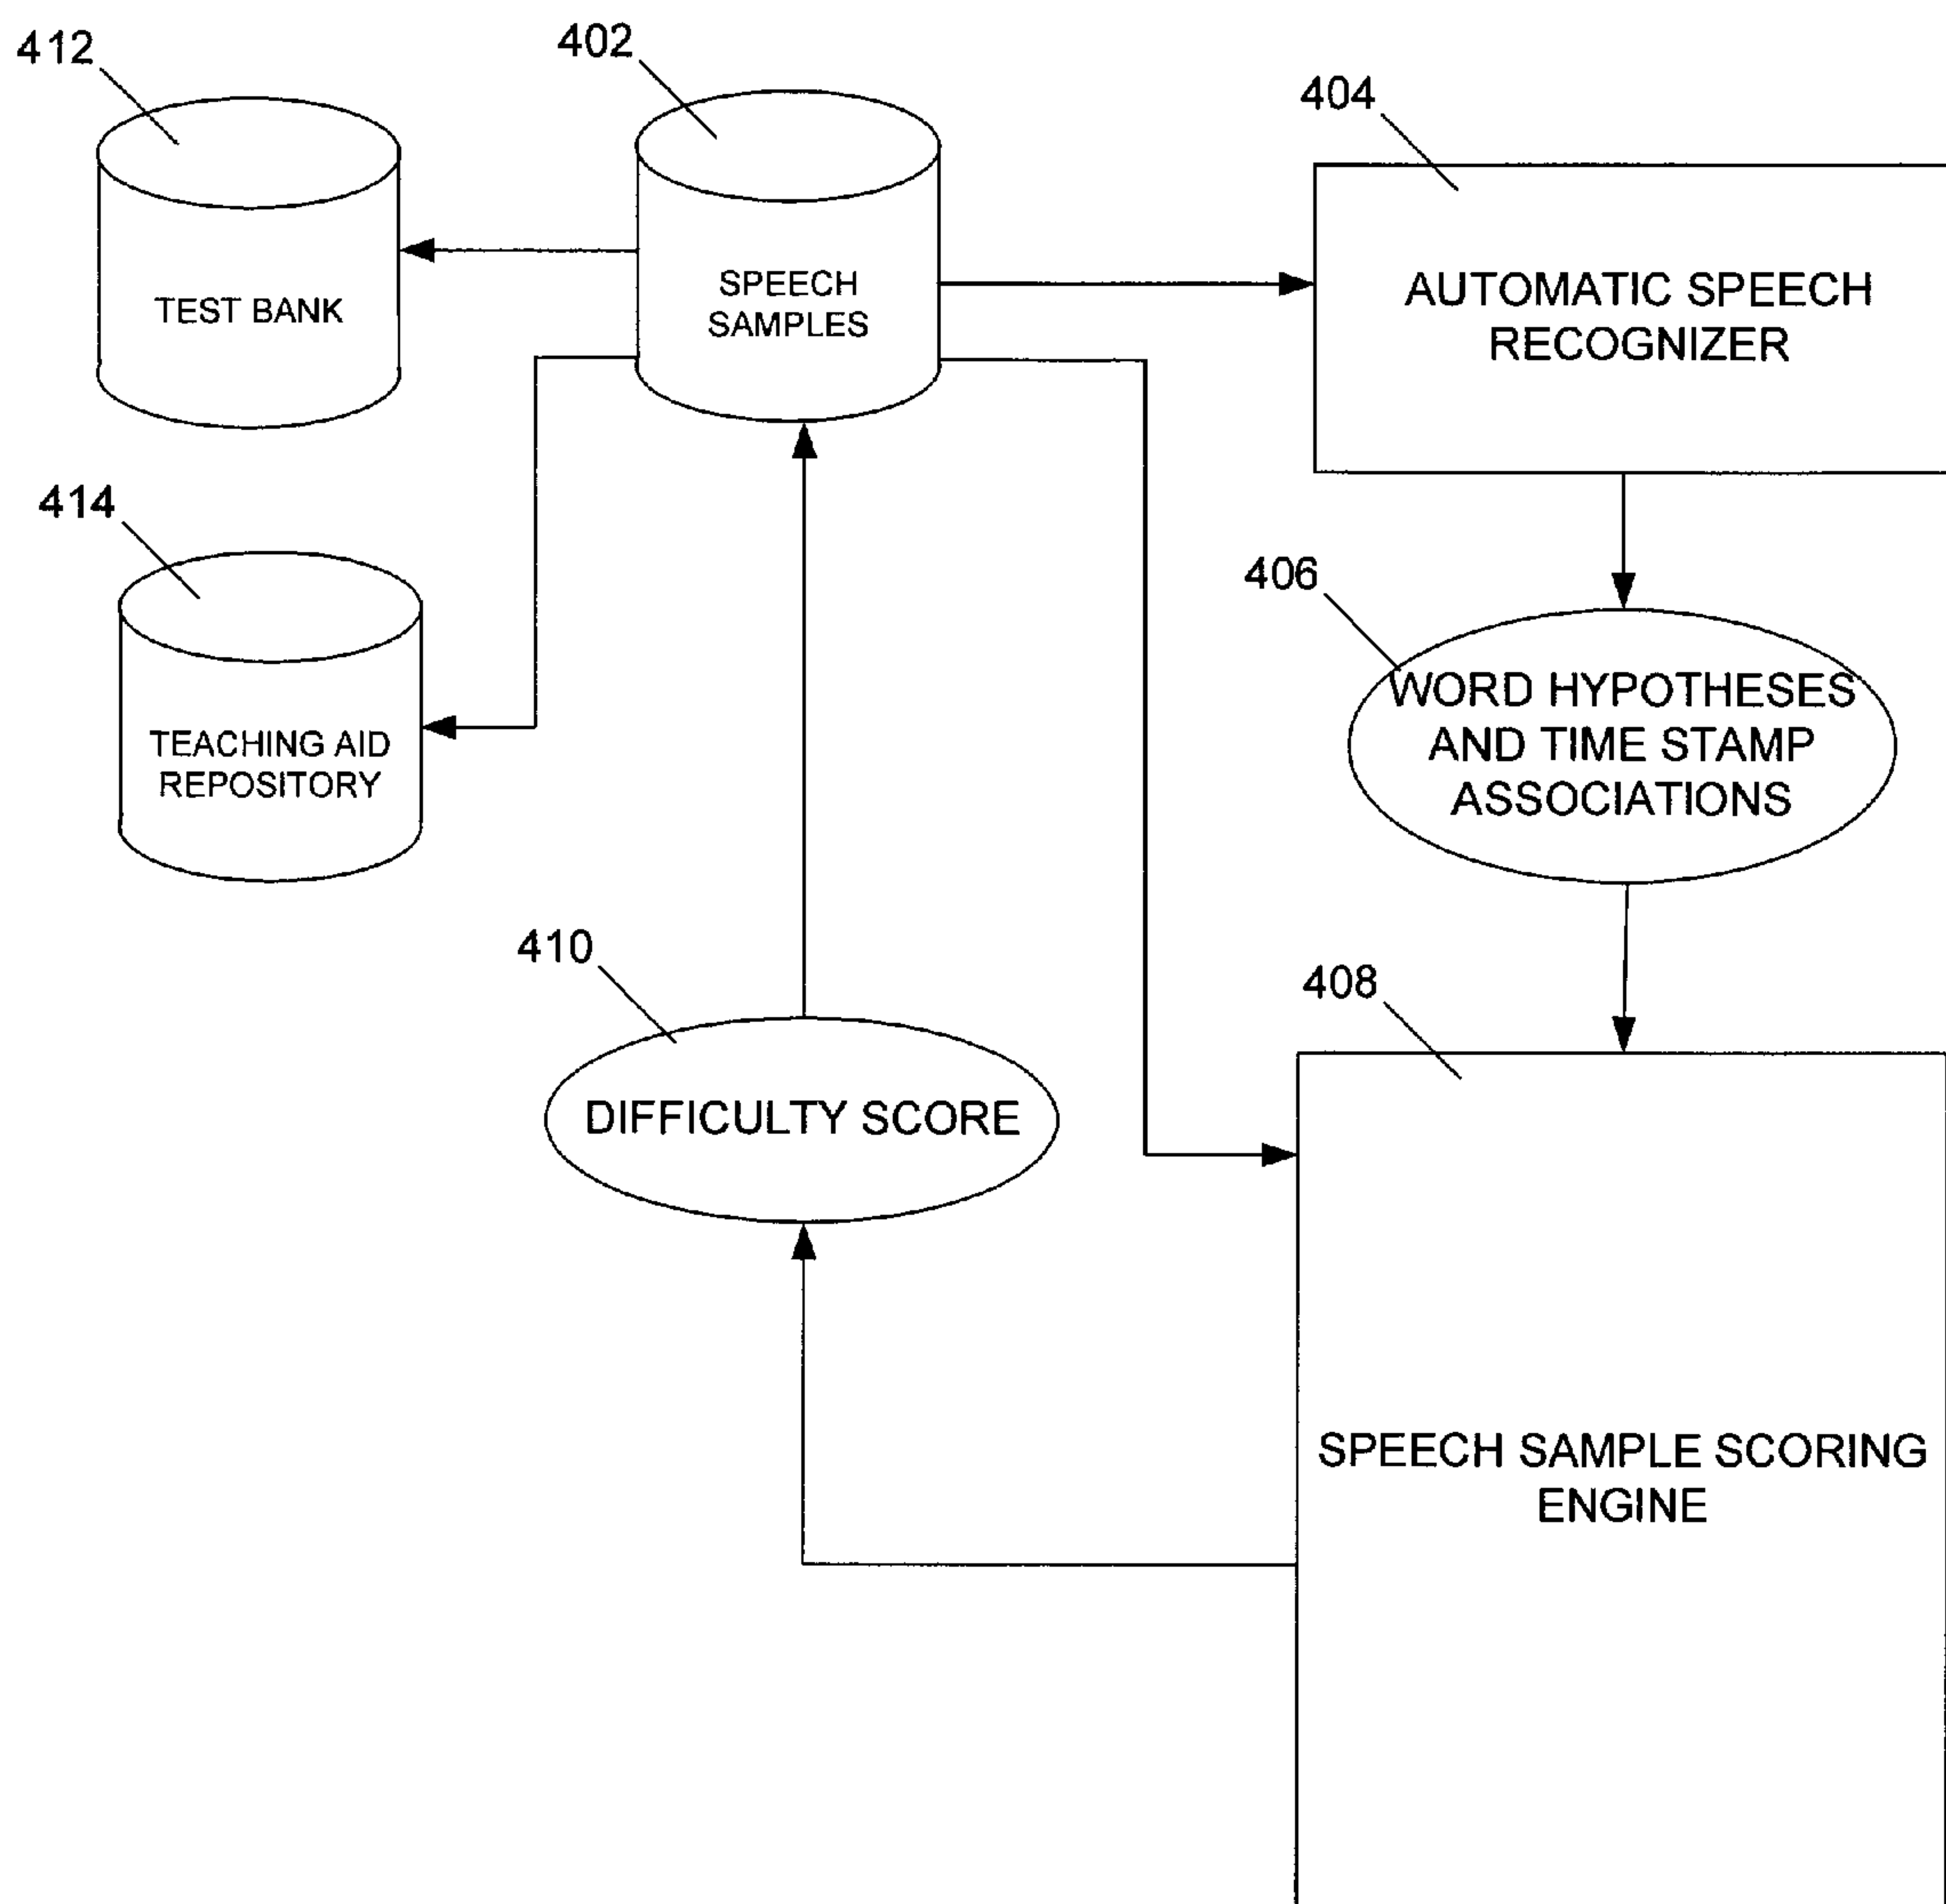 412
402
404
TEST BANK
SPEECH
SAMPLES
AUTOMATIC SPEECH
RECOGNIZER
414
406
TEACHING AID
REPOSITORY
WORD HYPOTHESES
AND TIME STAMP
ASSOCIATIONS
410
408
DIFFICULTY SCORE
SPEECH SAMPLE SCORING
ENGINE